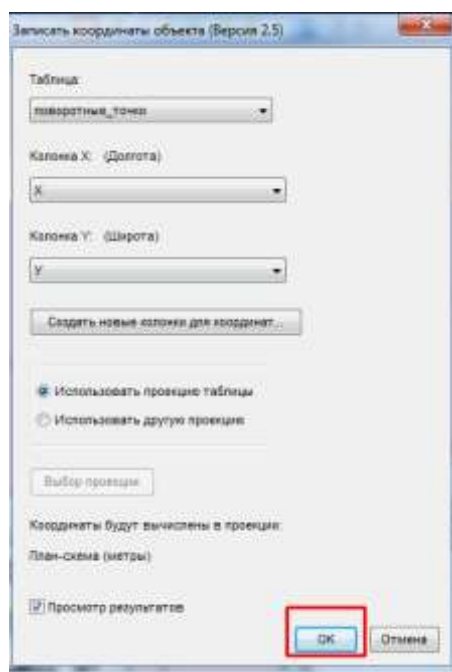 Записать координаты объекта (Версия 2.5)
Таблица:
поворотные_точки
Колонка X: (Долгота)
X
Колонка Y: (Широта)
Y
Создать новые колонки для координат...
Использовать проекцию таблицы
Использовать другую проекцию
Выбор проекции
Координаты будут вычислены в проекции:
План-схема (метры)
Просмотр результатов
OK Отмена